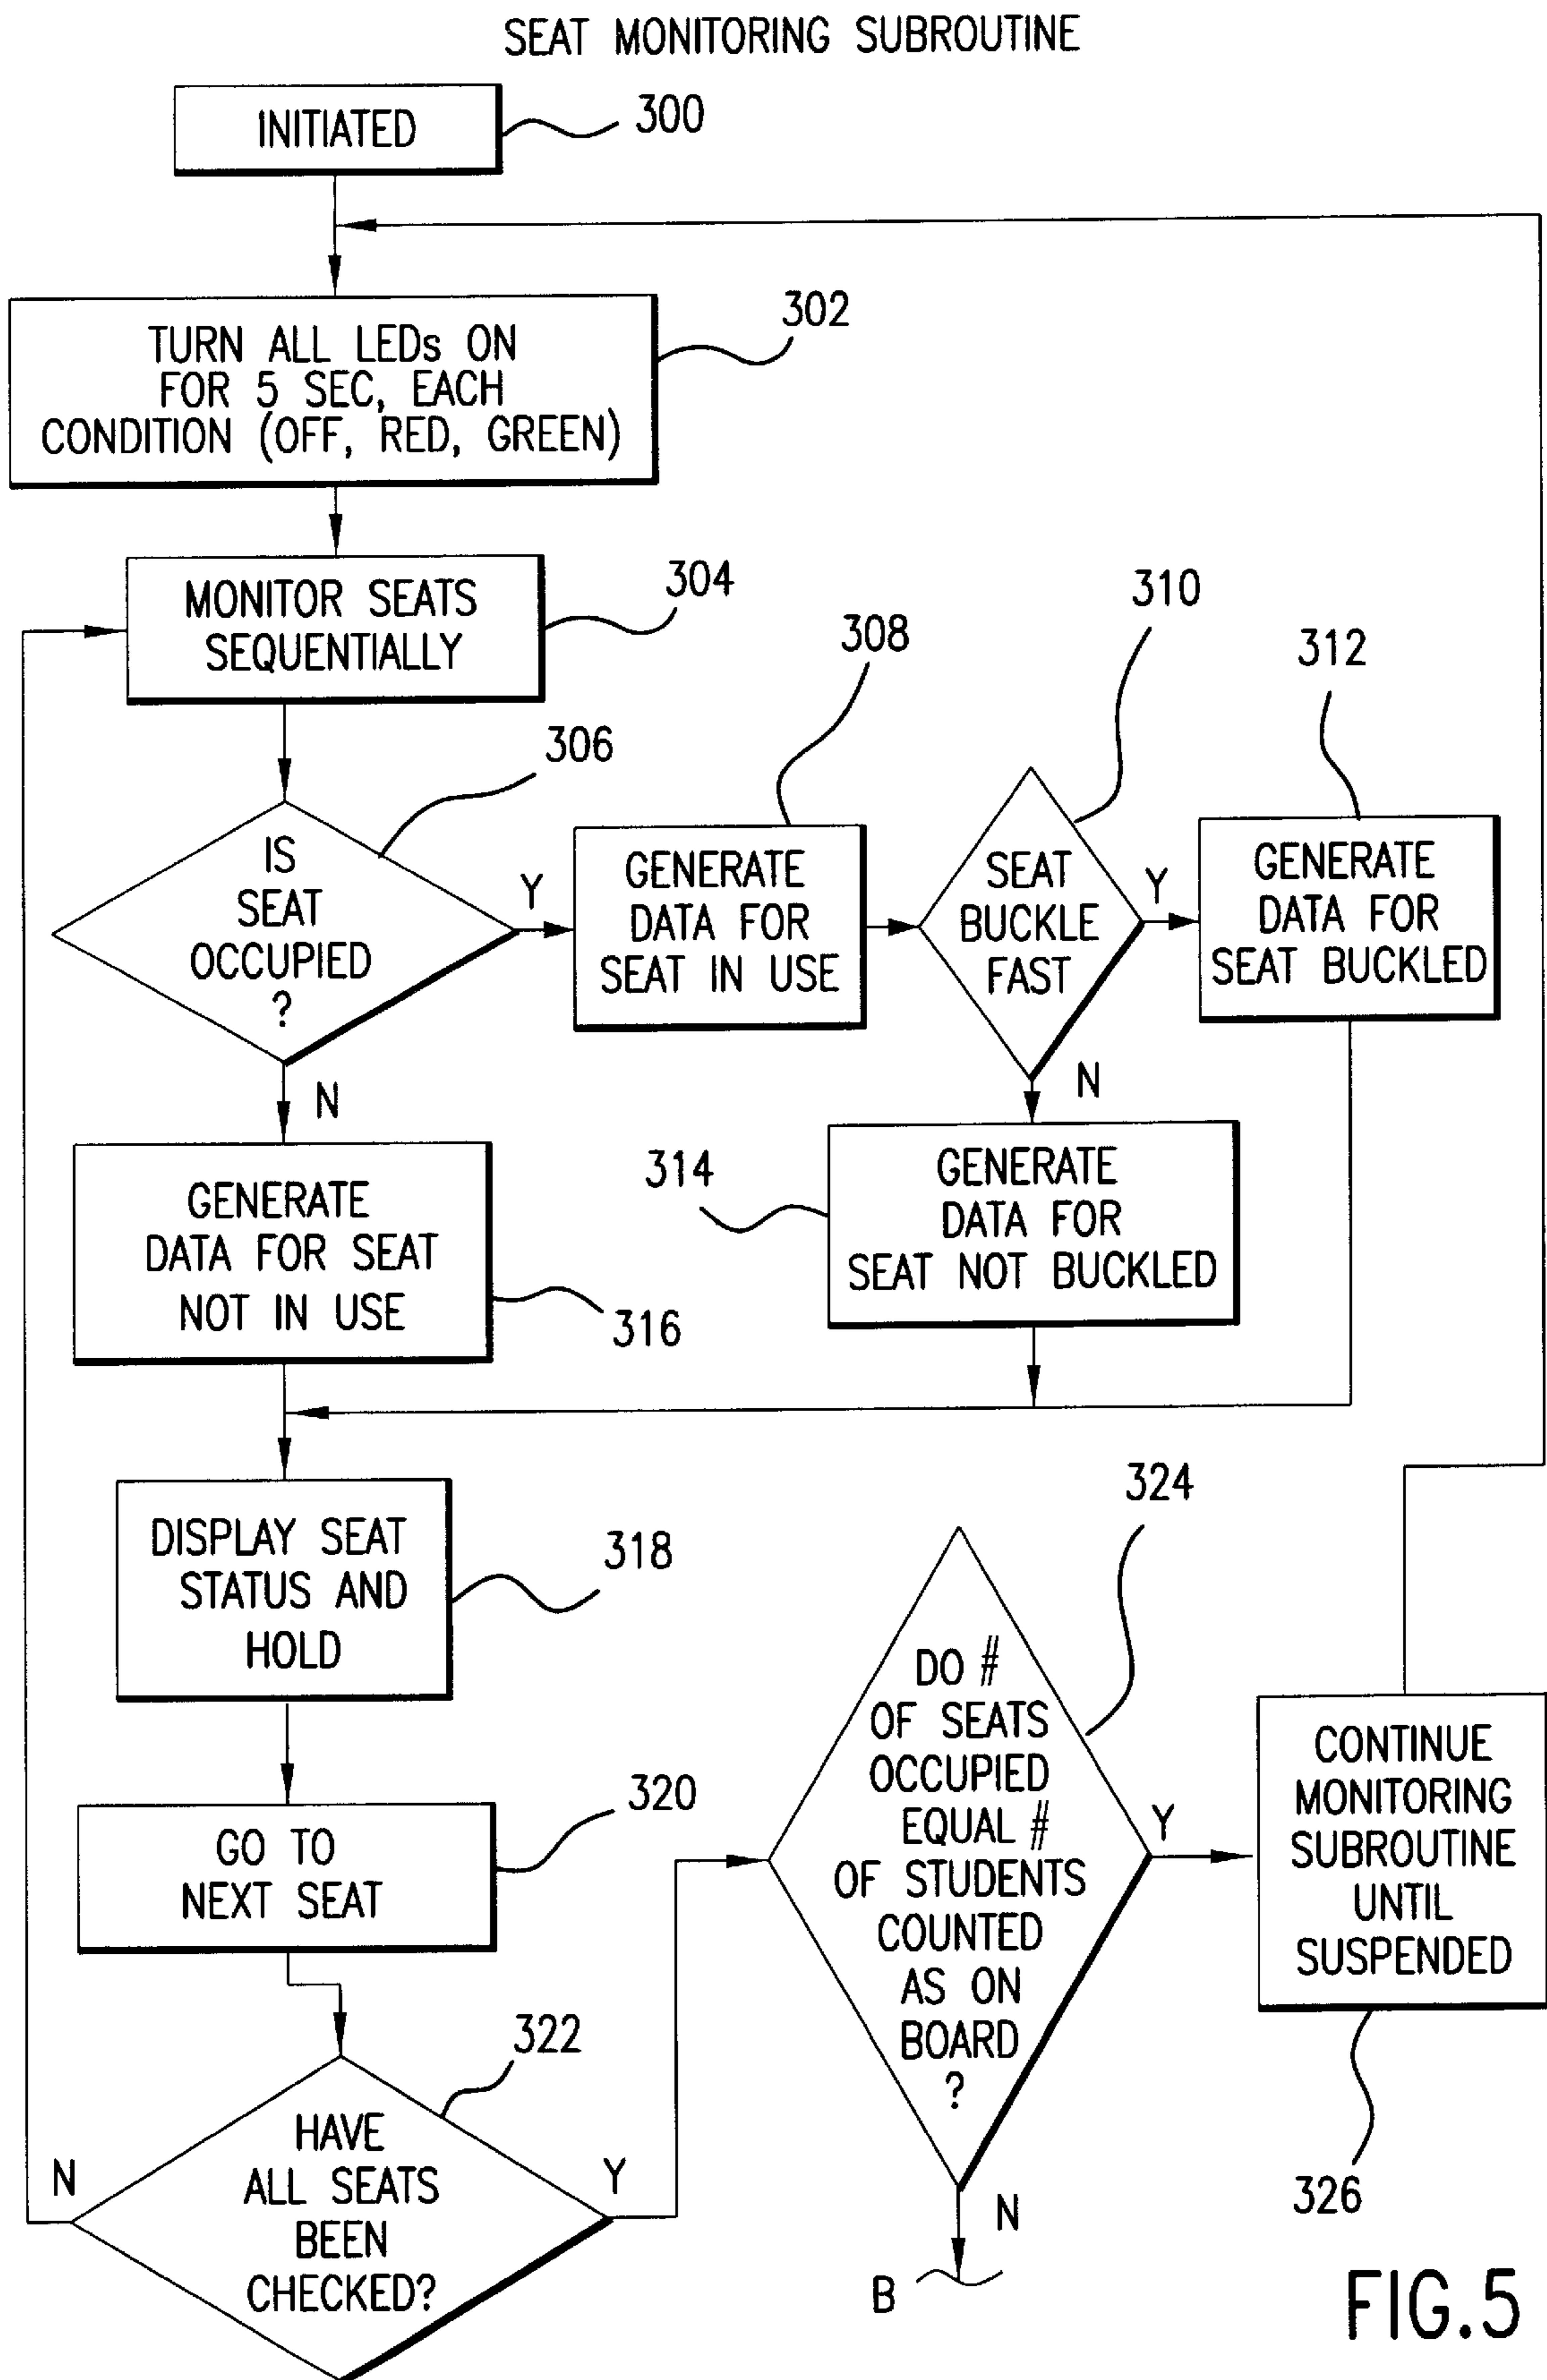 SEAT MONITORING SUBROUTINE
INITIATED
300
TURN ALL LEDs ON
FOR 5 SEC, EACH
CONDITION (OFF, RED, GREEN)
302
MONITOR SEATS
SEQUENTIALLY
304
IS
SEAT
OCCUPIED
?
306
Y
N
GENERATE
DATA FOR
SEAT IN USE
308
SEAT
BUCKLE
FAST
310
Y
N
GENERATE
DATA FOR
SEAT BUCKLED
312
GENERATE
DATA FOR
SEAT NOT BUCKLED
314
GENERATE
DATA FOR SEAT
NOT IN USE
316
DISPLAY SEAT
STATUS AND
HOLD
318
GO TO
NEXT SEAT
320
HAVE
ALL SEATS
BEEN
CHECKED?
322
N
Y
DO #
OF SEATS
OCCUPIED
EQUAL #
OF STUDENTS
COUNTED
AS ON
BOARD
?
324
Y
N
B
CONTINUE
MONITORING
SUBROUTINE
UNTIL
SUSPENDED
326
FIG.5